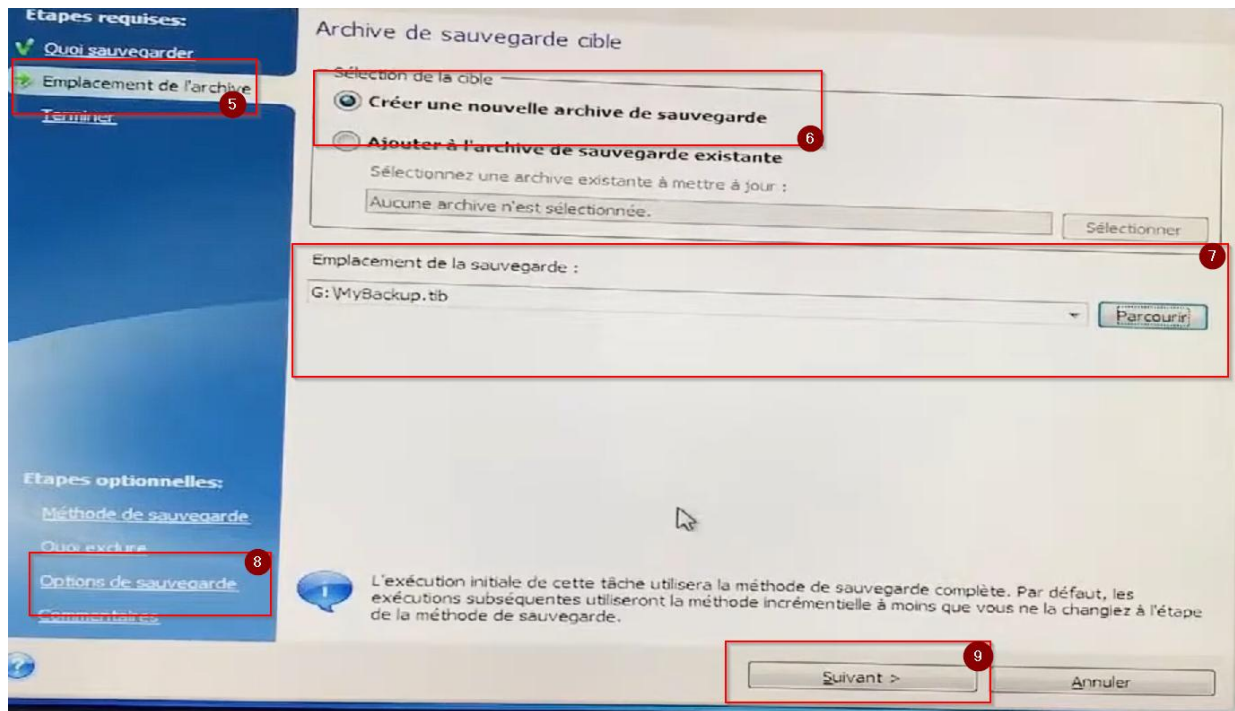 Etapes requises:
Quoi sauvegarder
Emplacement de l'archive
5
Terminer
Archive de sauvegarde cible
Sélection de la cible
Créer une nouvelle archive de sauvegarde
6
Ajouter à l'archive de sauvegarde existante
Sélectionnez une archive existante à mettre à jour :
Aucune archive n'est sélectionnée.
Sélectionner
7
Emplacement de la sauvegarde :
G:\MyBackup.tib
Parcourir
Etapes optionnelles:
Méthode de sauvegarde
Quoi exclure
8
Options de sauvegarde
Commentaires
L'exécution initiale de cette tâche utilisera la méthode de sauvegarde complète. Par défaut, les
exécutions subséquentes utiliseront la méthode incrémentielle à moins que vous ne la changiez à l'étape
de la méthode de sauvegarde.
9
Suivant >
Annuler